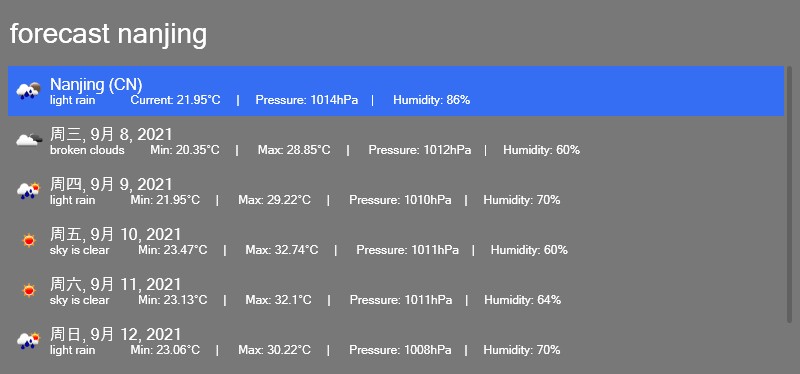 forecast nanjing
Nanjing (CN)
light rain Current: 21.95°C | Pressure: 1014hPa | Humidity: 86%
周三, 9月 8, 2021
broken clouds Min: 20.35°C | Max: 28.85°C | Pressure: 1012hPa | Humidity: 60%
周四, 9月 9, 2021
light rain Min: 21.95°C | Max: 29.22°C | Pressure: 1010hPa | Humidity: 70%
周五, 9月 10, 2021
sky is clear Min: 23.47°C | Max: 32.74°C | Pressure: 1011hPa | Humidity: 60%
周六, 9月 11, 2021
sky is clear Min: 23.13°C | Max: 32.1°C | Pressure: 1011hPa | Humidity: 64%
周日, 9月 12, 2021
light rain Min: 23.06°C | Max: 30.22°C | Pressure: 1008hPa | Humidity: 70%